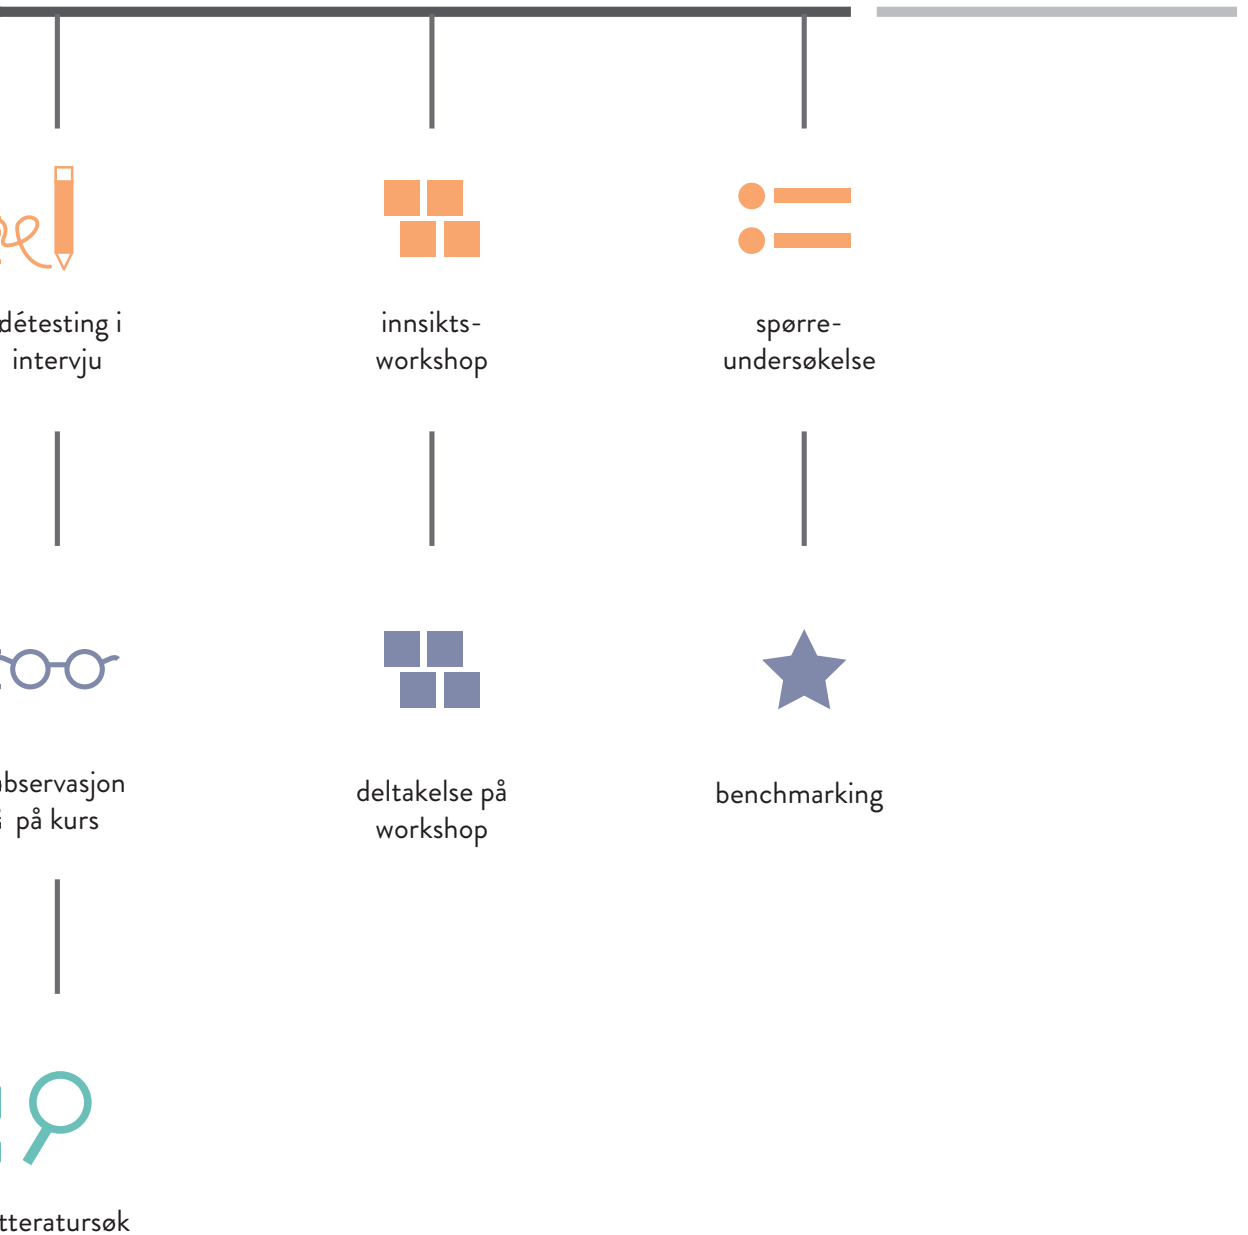 détesting i
intervju
innsikts-
workshop
spørre-
undersøkelse
bservasjon
på kurs
deltakelse på
workshop
benchmarking
tteratursøk